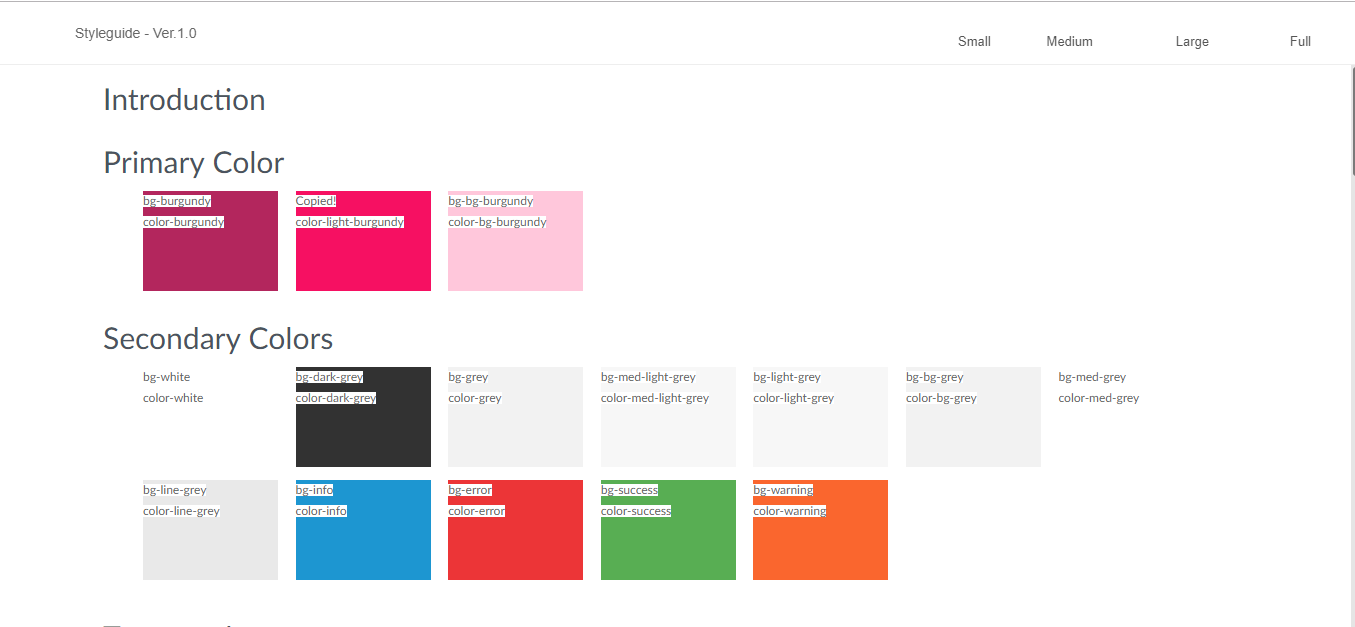 Styleguide - Ver.1.0
Small Medium Large Full
Introduction
Primary Color
bg-burgundy Copied! bg-bg-burgundy
color-burgundy color-light-burgundy color-bg-burgundy
Secondary Colors
bg-white bg-dark-grey bg-grey bg-med-light-grey bg-light-grey bg-bg-grey bg-med-grey
color-white color-dark-grey color-grey color-med-light-grey color-light-grey color-bg-grey color-med-grey
bg-line-grey bg-info bg-error bg-success bg-warning
color-line-grey color-info color-error color-success color-warning